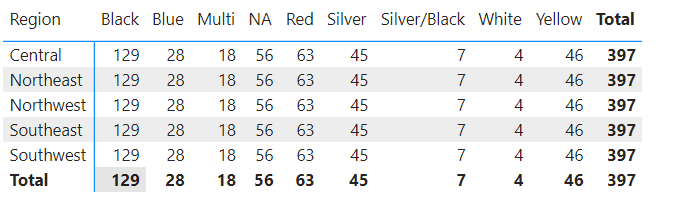 Region Black Blue Multi NA Red Silver Silver/Black White Yellow Total
Central 129 28 18 56 63 45 7 4 46 397
Northeast 129 28 18 56 63 45 7 4 46 397
Northwest 129 28 18 56 63 45 7 4 46 397
Southeast 129 28 18 56 63 45 7 4 46 397
Southwest 129 28 18 56 63 45 7 4 46 397
Total 129 28 18 56 63 45 7 4 46 397